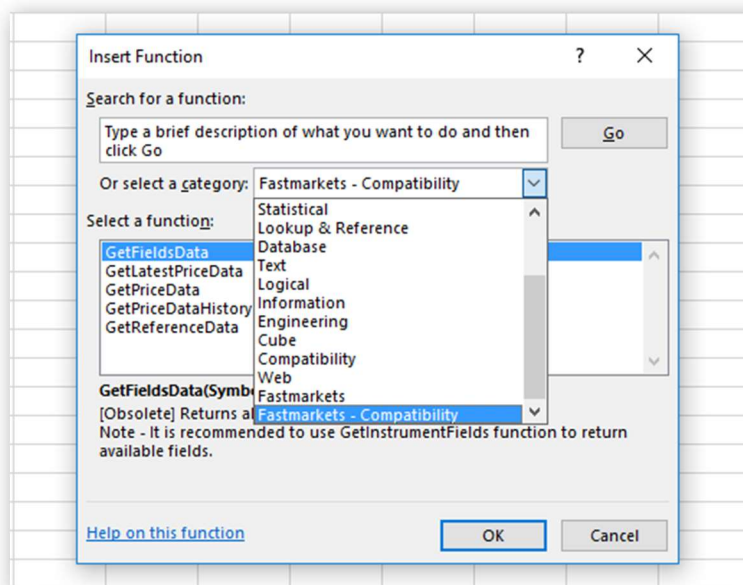 Insert Function
?
Search for a function:
Type a brief description of what you want to do and then
click Go
Go
Or select a category:
Fastmarkets - Compatibility
Statistical
Lookup & Reference
Database
Text
Logical
Information
Engineering
Cube
Compatibility
Web
Fastmarkets
Fastmarkets - Compatibility
Select a function:
GetFieldsData
GetLatestPriceData
GetPriceData
GetPriceDataHistory
GetReferenceData
GetFieldsData(Symb
[Obsolete] Returns al
Note - It is recommended to use GetInstrumentFields function to return
available fields.
Help on this function
OK
Cancel